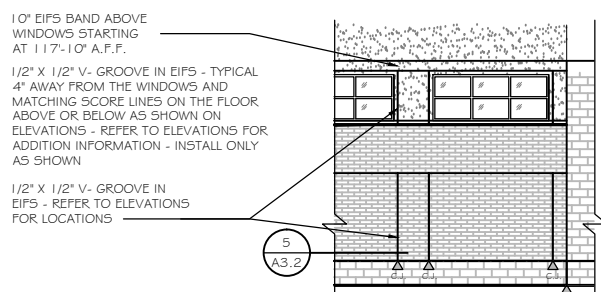 10" EIFS BAND ABOVE
WINDOWS STARTING
AT 117'-10" A.F.F.
1/2" X 1/2" V- GROOVE IN EIFS - TYPICAL
4" AWAY FROM THE WINDOWS AND
MATCHING SCORE LINES ON THE FLOOR
ABOVE OR BELOW AS SHOWN ON
ELEVATIONS - REFER TO ELEVATIONS FOR
ADDITION INFORMATION - INSTALL ONLY
AS SHOWN
1/2" X 1/2" V- GROOVE IN
EIFS - REFER TO ELEVATIONS
FOR LOCATIONS
5
A3.2
C.J. C.J. C.J.